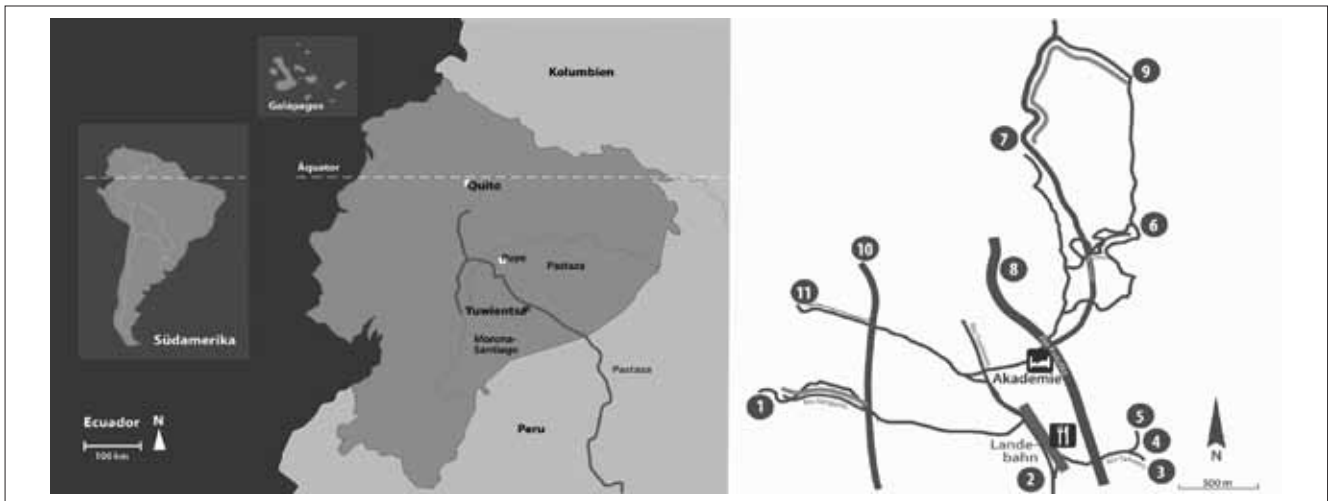 Kolumbien
Galápagos
Äquator
Quito
Puyo
Pastaza
Tuwientsa
Morona-
Santiago
Pastaza
Südamerika
Ecuador
N
100 km
Peru
9
7
6
10
8
11
Akademie
1
5
4
3
2
Lande-
bahn
N
500 m